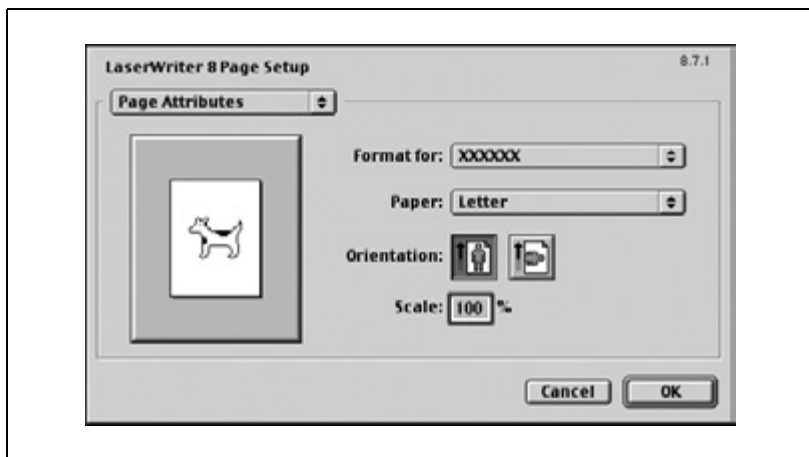 LaserWriter 8 Page Setup
8.7.1
Page Attributes
Format for: XXXXXX
Paper: Letter
Orientation:
Scale: 100 %
Cancel
OK